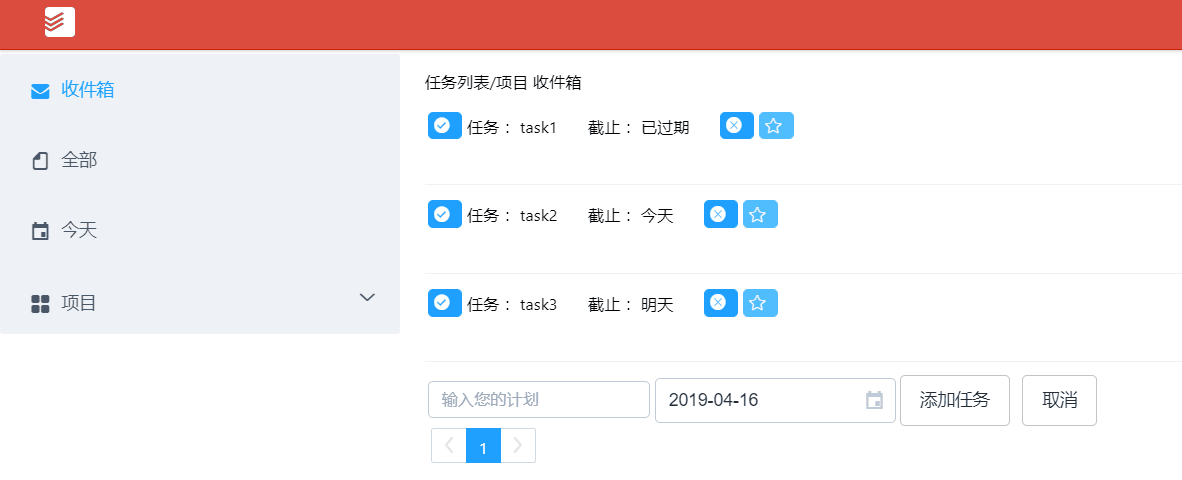 收件箱
全部
今天
项目
任务列表/项目 收件箱
任务： task1 截止： 已过期
任务： task2 截止： 今天
任务： task3 截止： 明天
输入您的计划 2019-04-16 添加任务 取消
1